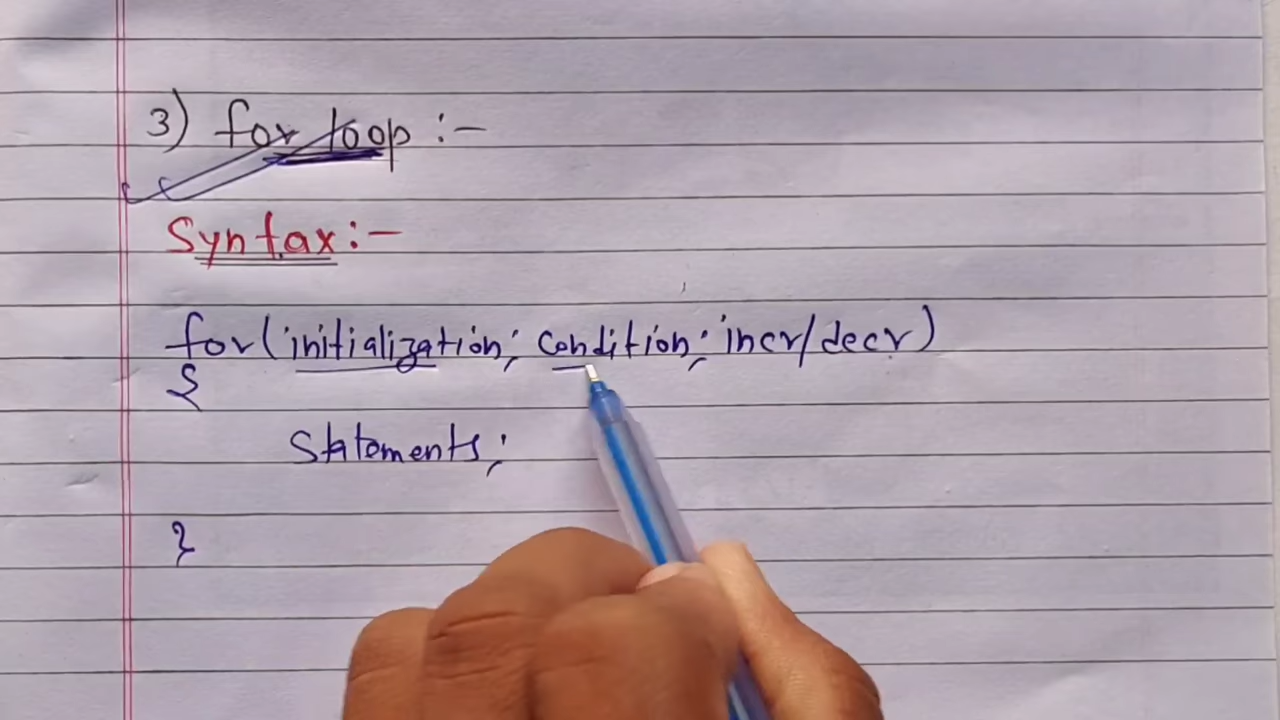 3) for loop :-
Syntax:-
for(initialization; condition; incr/decr)
{
Statements;
}